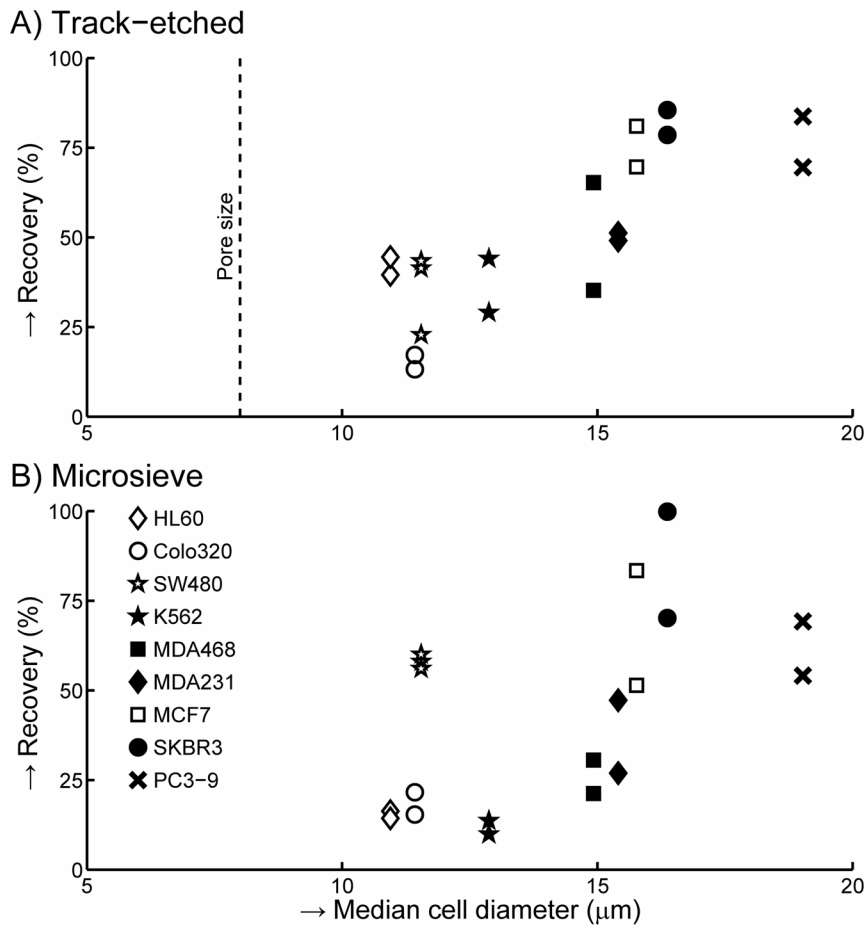 A) Track−etched
100
75
50
25
0
→ Recovery (%)
Pore size
5 10 15 20
B) Microsieve
100
75
50
25
0
→ Recovery (%)
HL60
Colo320
SW480
K562
MDA468
MDA231
MCF7
SKBR3
PC3−9
5 10 15 20
→ Median cell diameter (μm)